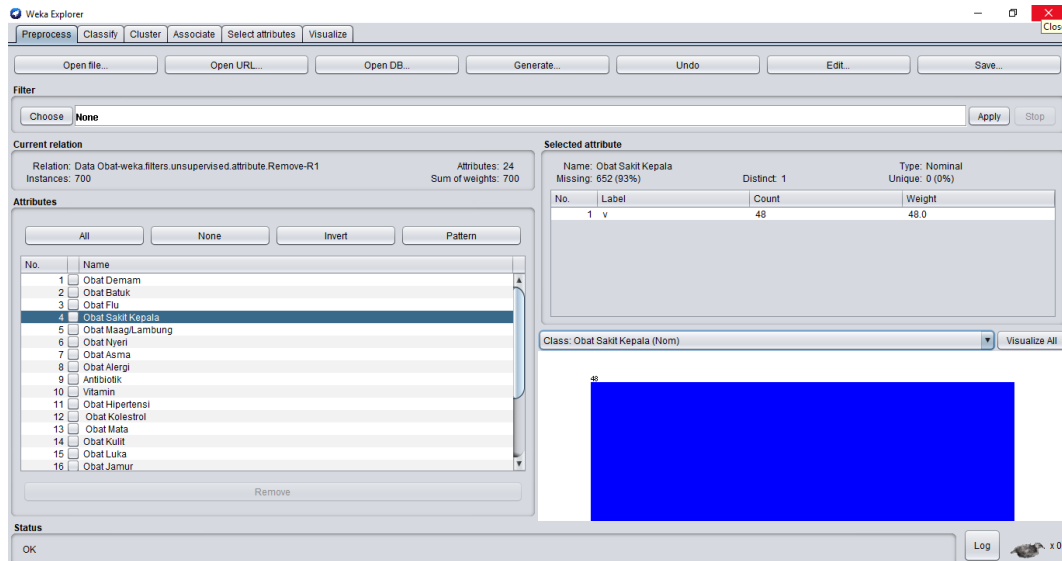 Weka Explorer
Close
Preprocess Classify Cluster Associate Select attributes Visualize
Open file... Open URL... Open DB... Generate... Undo Edit... Save...
Filter
Choose None Apply Stop
Current relation
Relation: Data Obat-weka.filters.unsupervised.attribute.Remove-R1 Attributes: 24
Instances: 700 Sum of weights: 700
Attributes
All None Invert Pattern
No. Name
1 Obat Demam
2 Obat Batuk
3 Obat Flu
4 Obat Sakit Kepala
5 Obat Maag/Lambung
6 Obat Nyeri
7 Obat Asma
8 Obat Alergi
9 Antibiotik
10 Vitamin
11 Obat Hipertensi
12 Obat Kolestrol
13 Obat Mata
14 Obat Kulit
15 Obat Luka
16 Obat Jamur
Remove
Selected attribute
Name: Obat Sakit Kepala Type: Nominal
Missing: 652 (93%) Distinct: 1 Unique: 0 (0%)
No. Label Count Weight
1 v 48 48.0
Class: Obat Sakit Kepala (Nom) Visualize All
48
Status
OK Log x 0